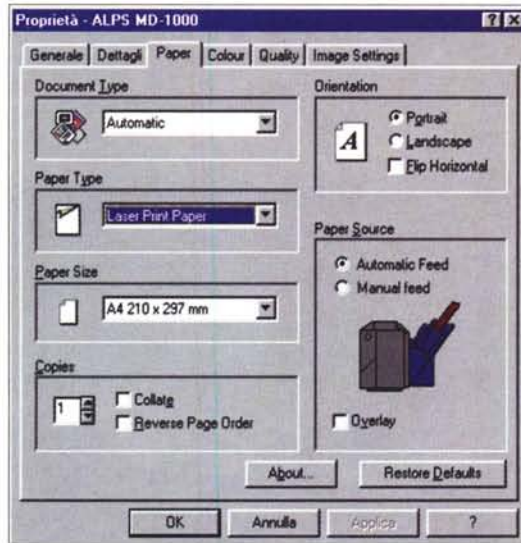 Proprietà - ALPS MD-1000
Generale Dettagli Paper Colour Quality Image Settings
Document Type
Automatic
Paper Type
Laser Print Paper
Paper Size
A4 210 x 297 mm
Copies
1
Collate
Reverse Page Order
Orientation
A
Portrait
Landscape
Flip Horizontal
Paper Source
Automatic Feed
Manual feed
Overlay
About... Restore Defaults
OK Annulla Applica ?